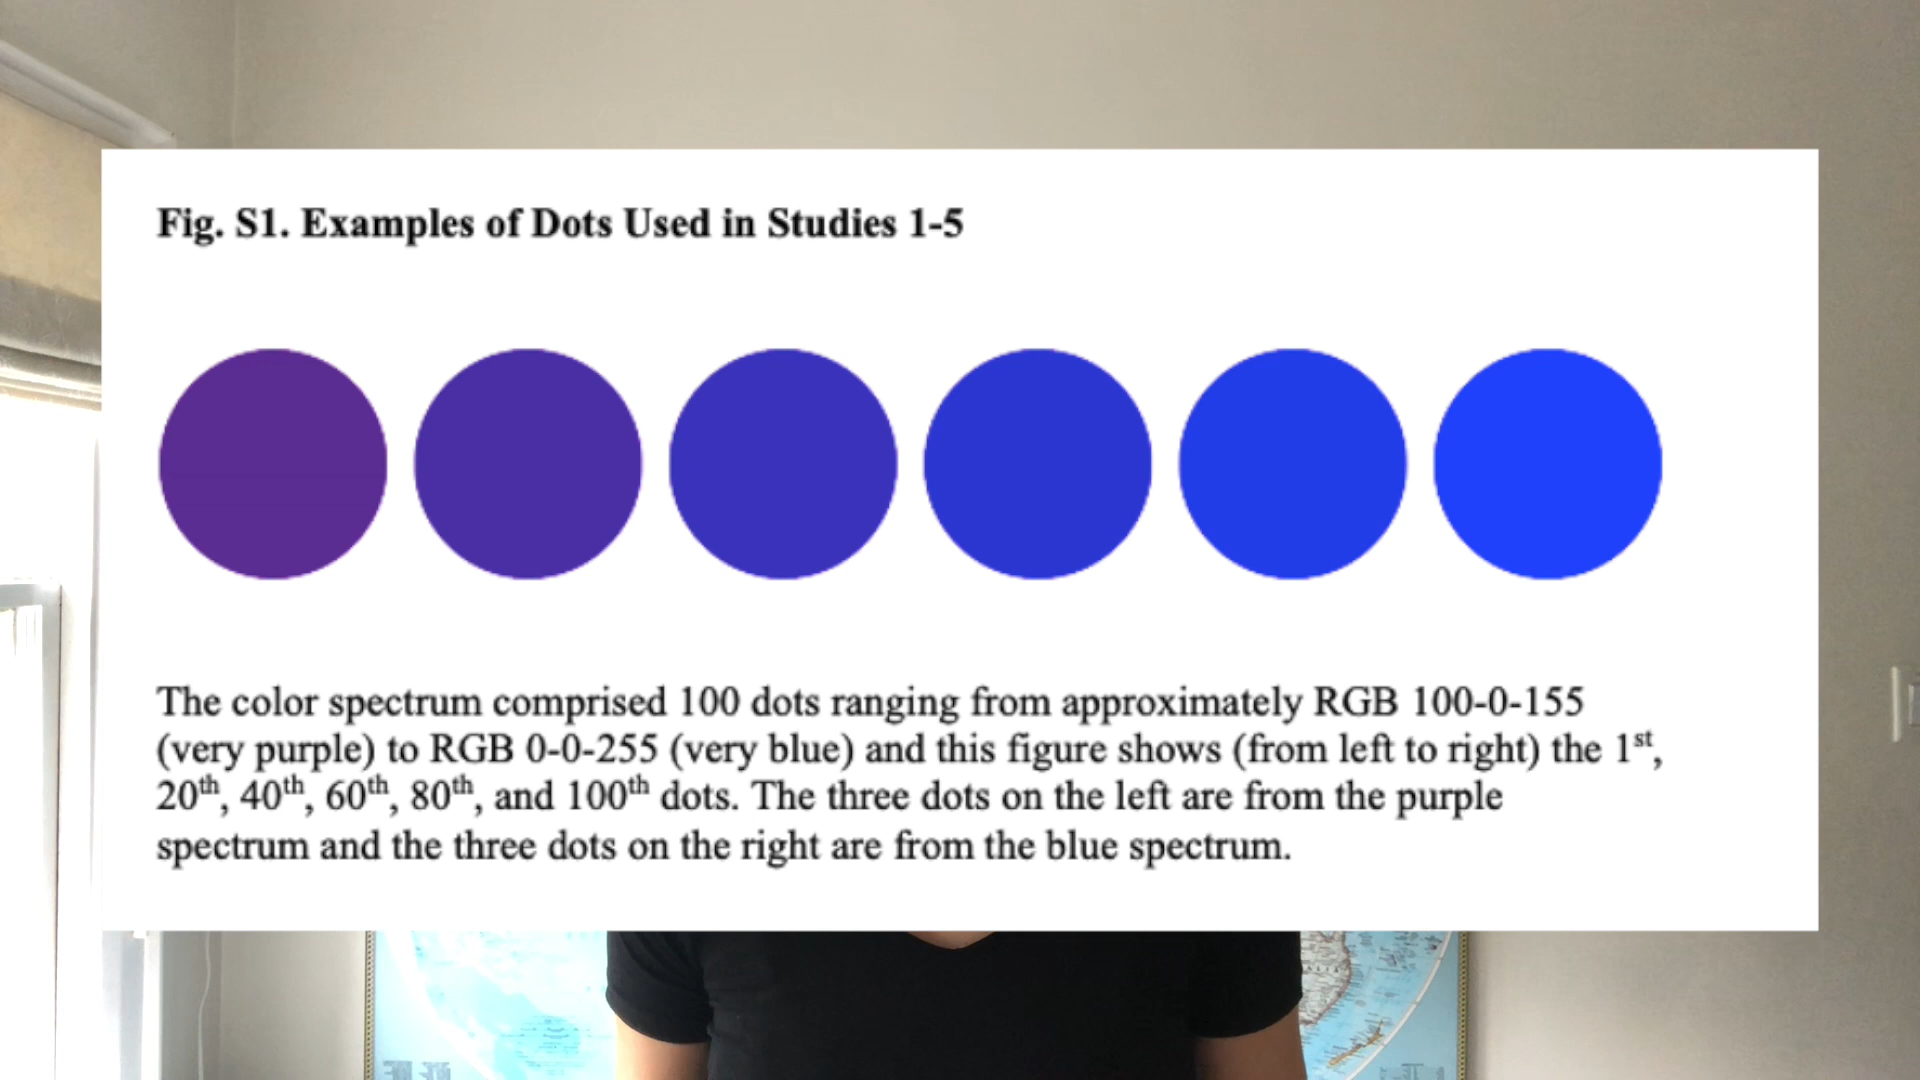 Fig. S1. Examples of Dots Used in Studies 1-5
The color spectrum comprised 100 dots ranging from approximately RGB 100-0-155
(very purple) to RGB 0-0-255 (very blue) and this figure shows (from left to right) the 1st,
20th, 40th, 60th, 80th, and 100th dots. The three dots on the left are from the purple
spectrum and the three dots on the right are from the blue spectrum.